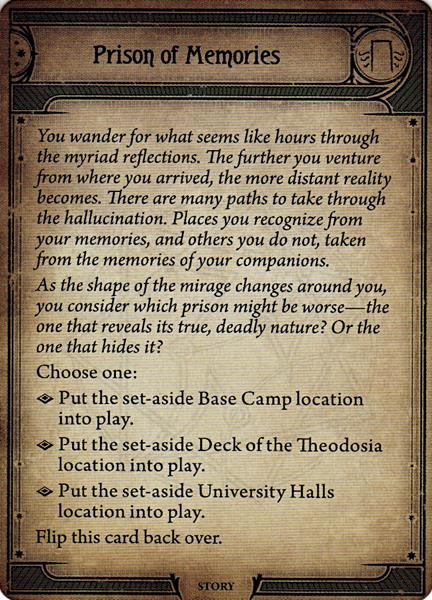 Prison of Memories
You wander for what seems like hours through
the myriad reflections. The further you venture
from where you arrived, the more distant reality
becomes. There are many paths to take through
the hallucination. Places you recognize from
your memories, and others you do not, taken
from the memories of your companions.
As the shape of the mirage changes around you,
you consider which prison might be worse—the
one that reveals its true, deadly nature? Or the
one that hides it?
Choose one:
Put the set-aside Base Camp location
into play.
Put the set-aside Deck of the Theodosia
location into play.
Put the set-aside University Halls
location into play.
Flip this card back over.
STORY